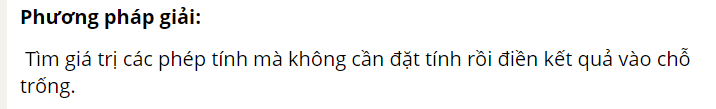 Phương pháp giải:
Tìm giá trị các phép tính mà không cần đặt tính rồi điền kết quả vào chỗ
trống.